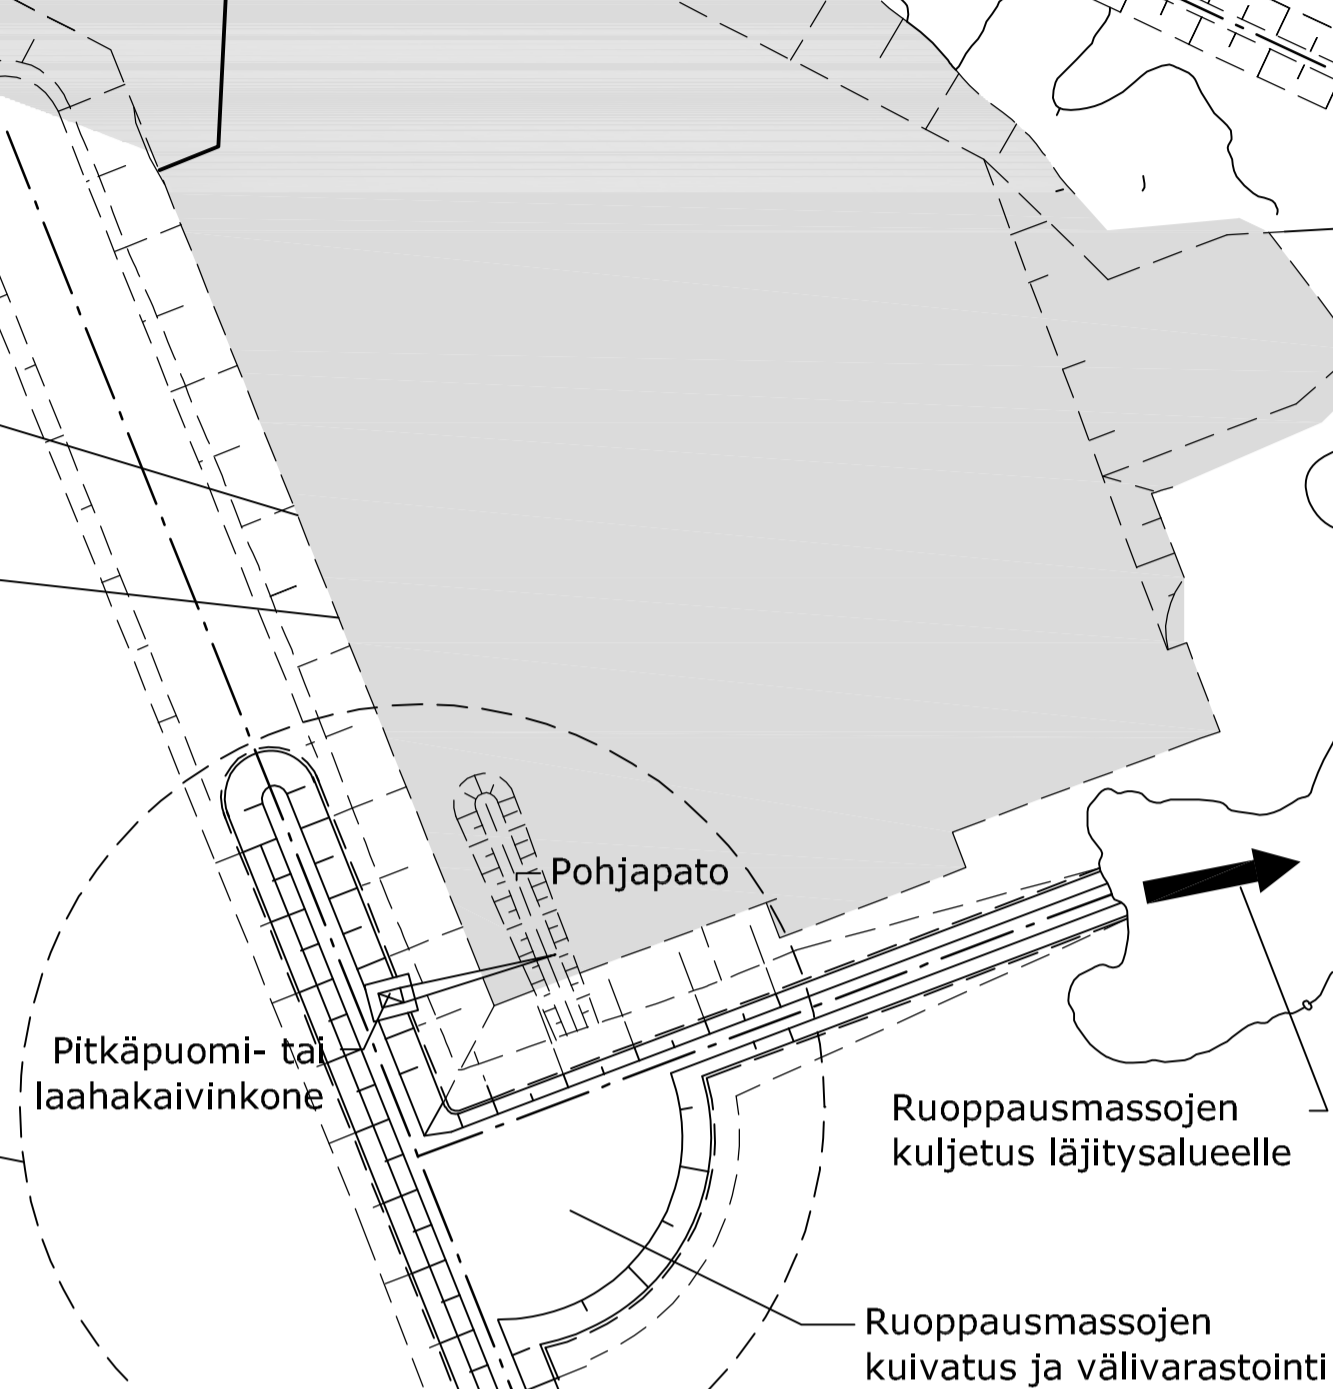 Pohjapato
Pitkäpuomi- tai
laahakaivinkone
Ruoppausmassojen
kuljetus läjitysalueelle
Ruoppausmassojen
kuivatus ja välivarastointi